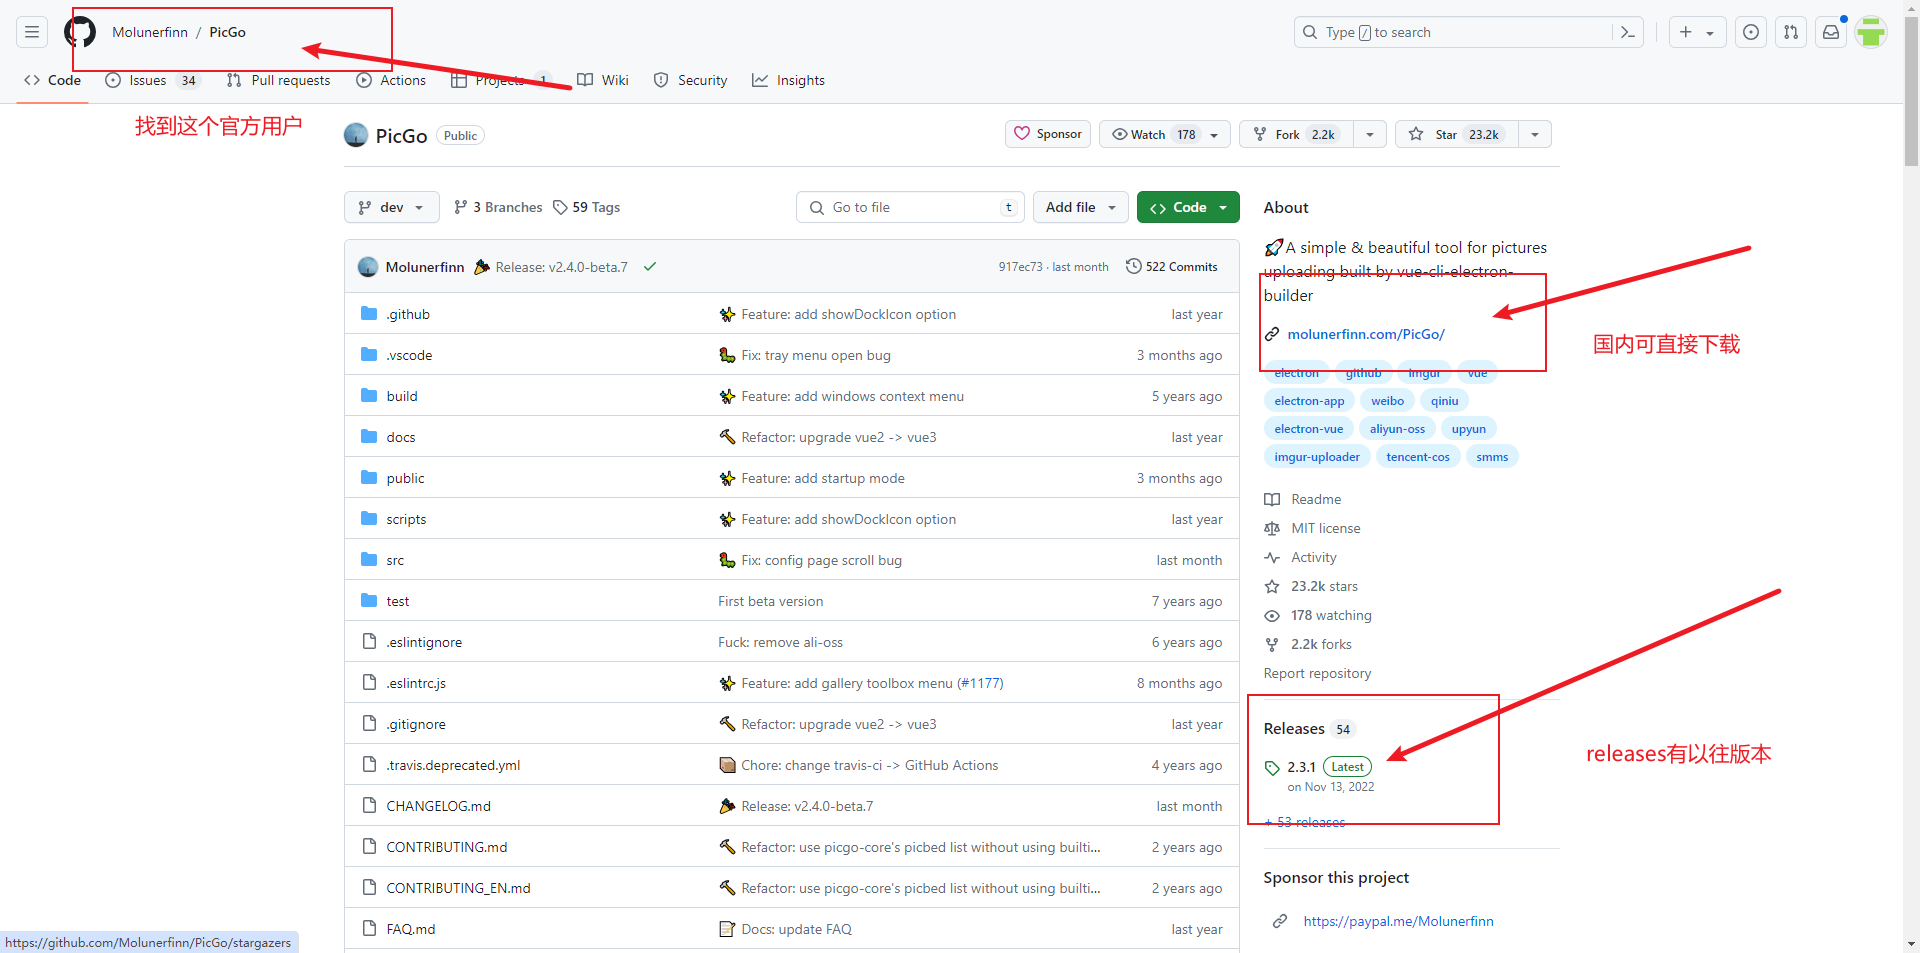 Molunerfinn / PicGo
Type / to search
Code
Issues 34
Pull requests
Actions
Projects 1
Wiki
Security
Insights
找到这个官方用户
PicGo Public
Sponsor
Watch 178
Fork 2.2k
Star 23.2k
dev
3 Branches
59 Tags
Go to file t
Add file
Code
Molunerfinn Release: v2.4.0-beta.7
917ec73 · last month
522 Commits
.github Feature: add showDockIcon option last year
.vscode Fix: tray menu open bug 3 months ago
build Feature: add windows context menu 5 years ago
docs Refactor: upgrade vue2 -> vue3 last year
public Feature: add startup mode 3 months ago
scripts Feature: add showDockIcon option last year
src Fix: config page scroll bug last month
test First beta version 7 years ago
.eslintignore Fuck: remove ali-oss 6 years ago
.eslintrc.js Feature: add gallery toolbox menu (#1177) 8 months ago
.gitignore Refactor: upgrade vue2 -> vue3 last year
.travis.deprecated.yml Chore: change travis-ci -> GitHub Actions 4 years ago
CHANGELOG.md Release: v2.4.0-beta.7 last month
CONTRIBUTING.md Refactor: use picgo-core's picbed list without using builti... 2 years ago
CONTRIBUTING_EN.md Refactor: use picgo-core's picbed list without using builti... 2 years ago
FAQ.md Docs: update FAQ last year
About
A simple & beautiful tool for pictures
uploading built by vue-cli-electron-
builder
molunerfinn.com/PicGo/
国内可直接下载
electron github imgur vue
electron-app weibo qiniu
electron-vue aliyun-oss upyun
imgur-uploader tencent-cos smms
Readme
MIT license
Activity
23.2k stars
178 watching
2.2k forks
Report repository
Releases 54
2.3.1 Latest
on Nov 13, 2022
+ 53 releases
releases有以往版本
Sponsor this project
https://paypal.me/Molunerfinn
https://github.com/Molunerfinn/PicGo/stargazers